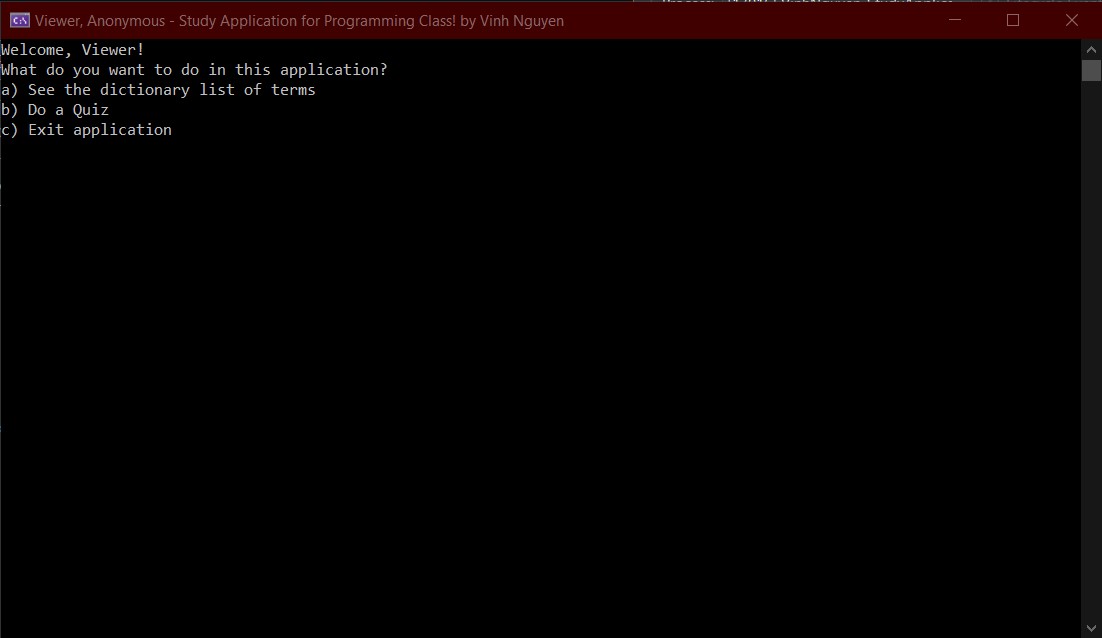 Viewer, Anonymous - Study Application for Programming Class! by Vinh Nguyen
Welcome, Viewer!
What do you want to do in this application?
a) See the dictionary list of terms
b) Do a Quiz
c) Exit application